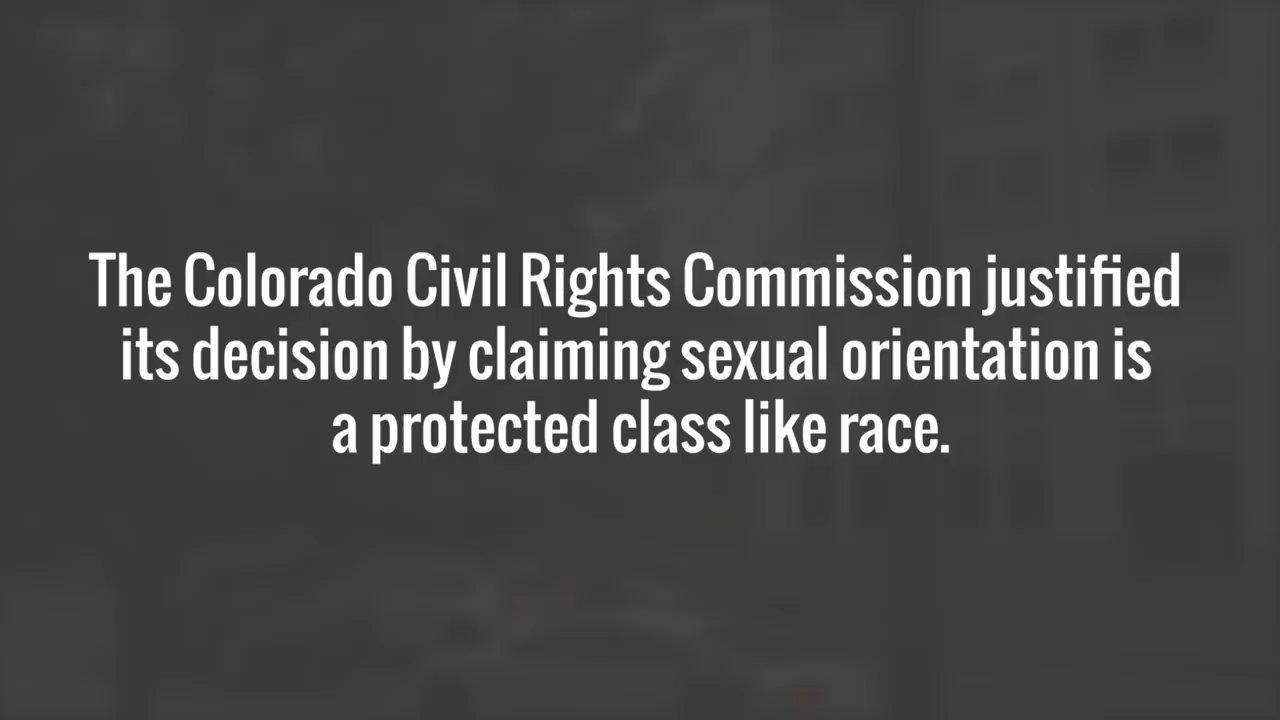 The Colorado Civil Rights Commission justified
its decision by claiming sexual orientation is
a protected class like race.